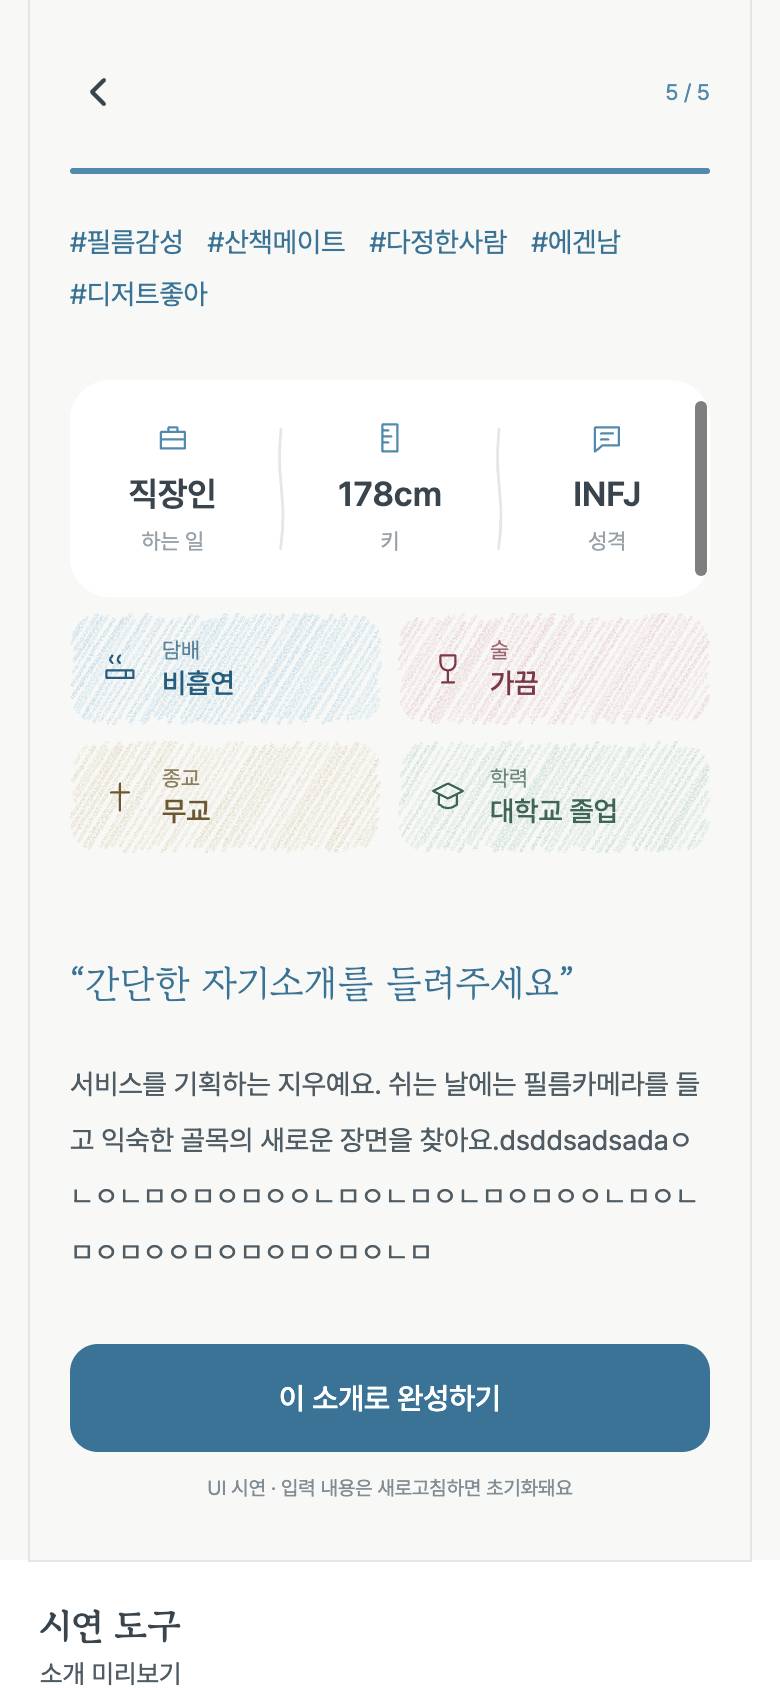 5 / 5
#필름감성 #산책메이트 #다정한사람 #에겐남
#디저트좋아
직장인 178cm INFJ
하는 일 키 성격
담배 술
비흡연 가끔
종교 학력
무교 대학교 졸업
“간단한 자기소개를 들려주세요”
서비스를 기획하는 지우예요. 쉬는 날에는 필름카메라를 들
고 익숙한 골목의 새로운 장면을 찾아요.dsddsadsadaㅇ
ㄴㅇㄴㅁㅇㅁㅇㅁㅇㅇㄴㅁㅇㄴㅁㅇㄴㅁㅇㅁㅇㅇㄴㅁㅇㄴ
ㅁㅇㅁㅇㅇㅁㅇㅁㅇㅁㅇㅁㅇㄴㅁ
이 소개로 완성하기
UI 시연 · 입력 내용은 새로고침하면 초기화돼요
시연 도구
소개 미리보기